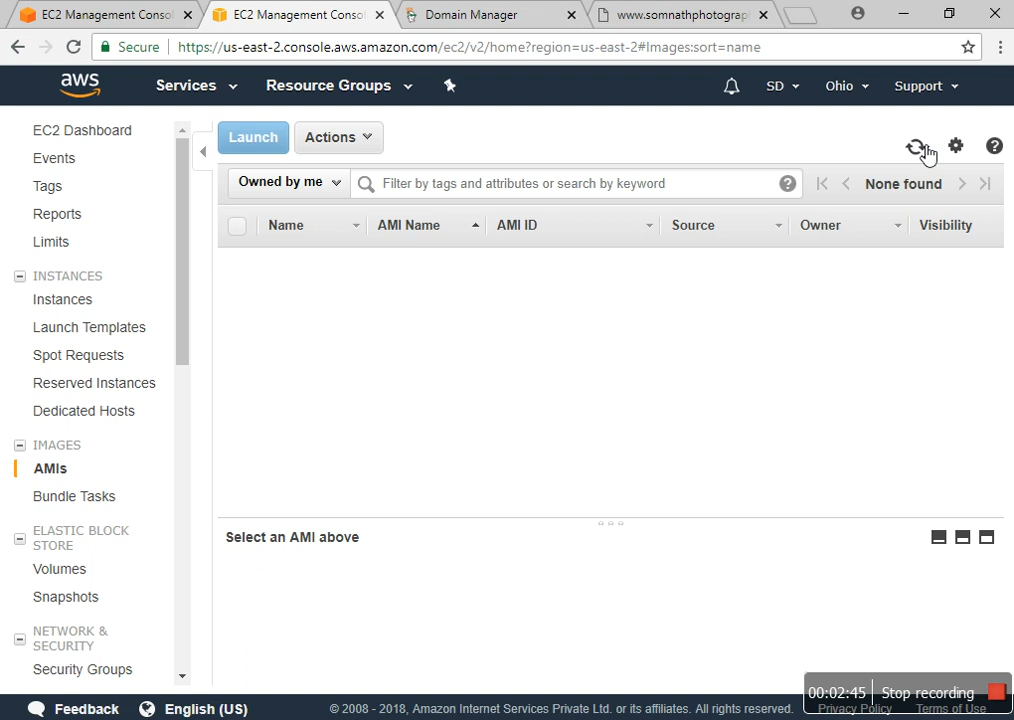 EC2 Management Conso
EC2 Management Conso
Domain Manager
www.somnathphotograp
Secure
https://us-east-2.console.aws.amazon.com/ec2/v2/home?region=us-east-2#Images:sort=name
aws
Services
Resource Groups
SD
Ohio
Support
EC2 Dashboard
Events
Tags
Reports
Limits
INSTANCES
Instances
Launch Templates
Spot Requests
Reserved Instances
Dedicated Hosts
IMAGES
AMIs
Bundle Tasks
ELASTIC BLOCK
STORE
Volumes
Snapshots
NETWORK &
SECURITY
Security Groups
Launch
Actions
Owned by me
Filter by tags and attributes or search by keyword
None found
Name
AMI Name
AMI ID
Source
Owner
Visibility
Select an AMI above
00:02:45
Stop recording
Feedback
English (US)
© 2008 - 2018, Amazon Internet Services Private Ltd. or its affiliates. All rights reserved.
Privacy Policy
Terms of Use